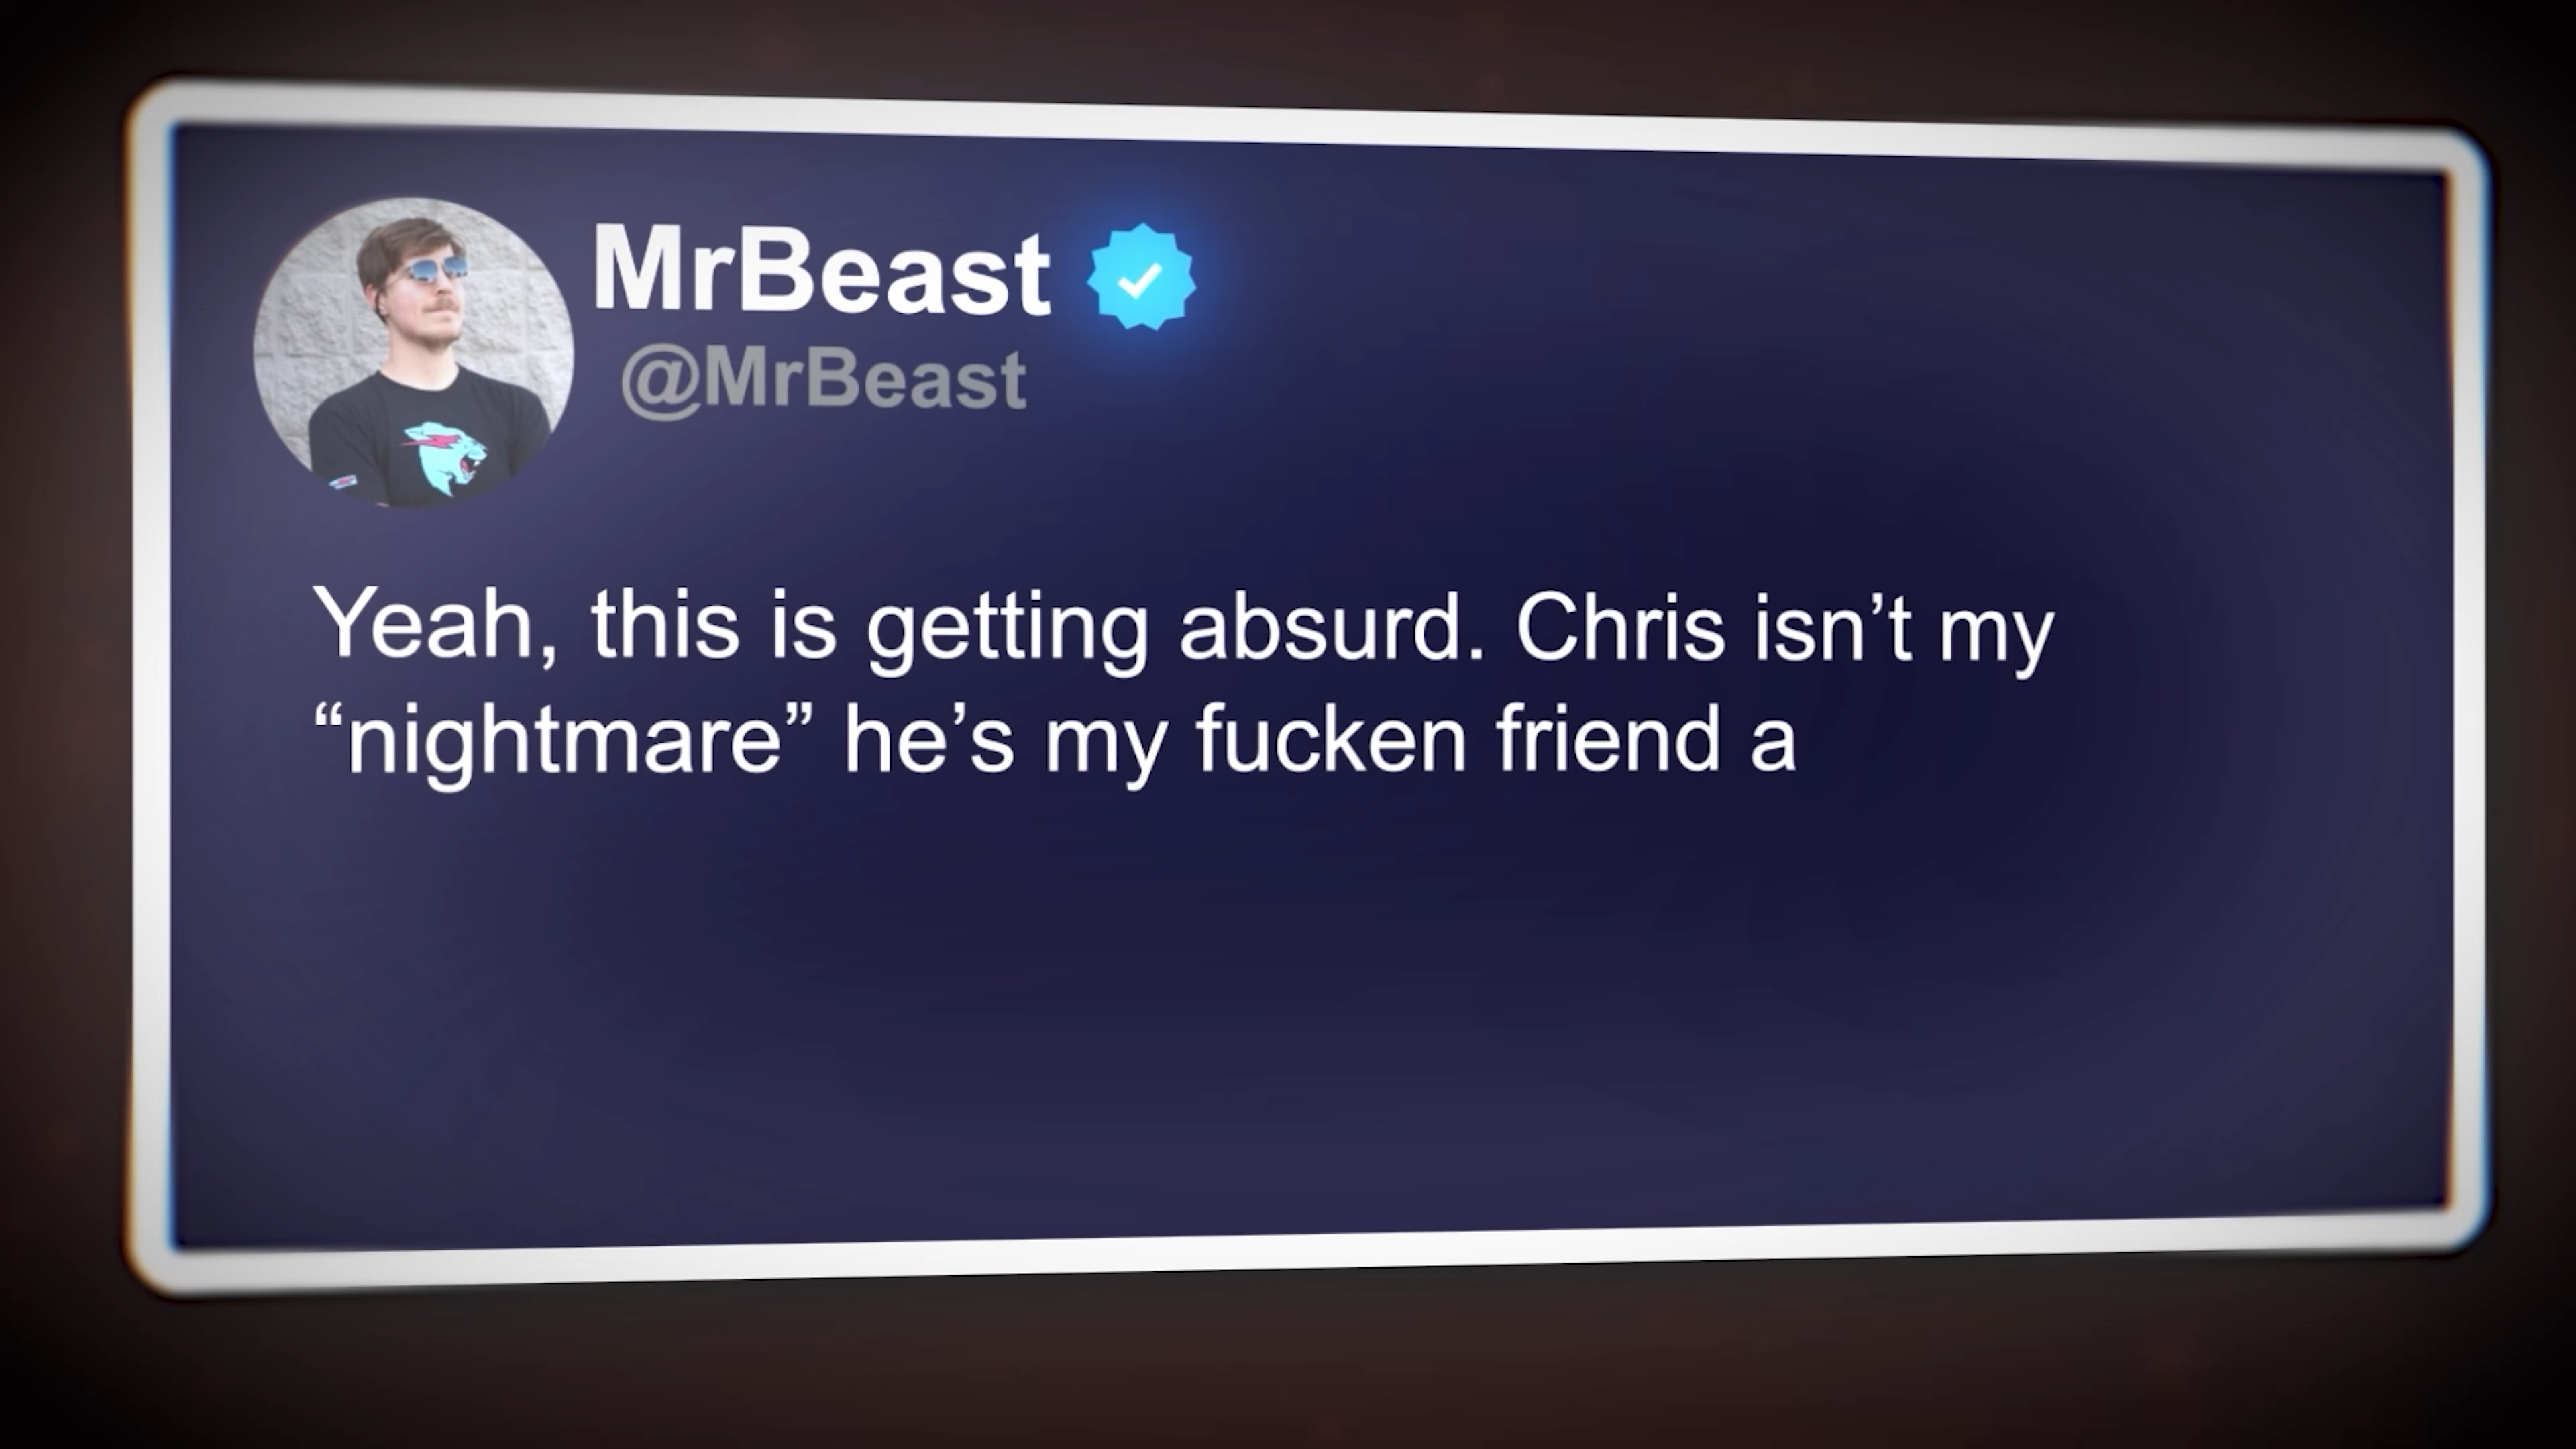 MrBeast
@MrBeast
Yeah, this is getting absurd. Chris isn’t my
“nightmare” he’s my fucken friend a